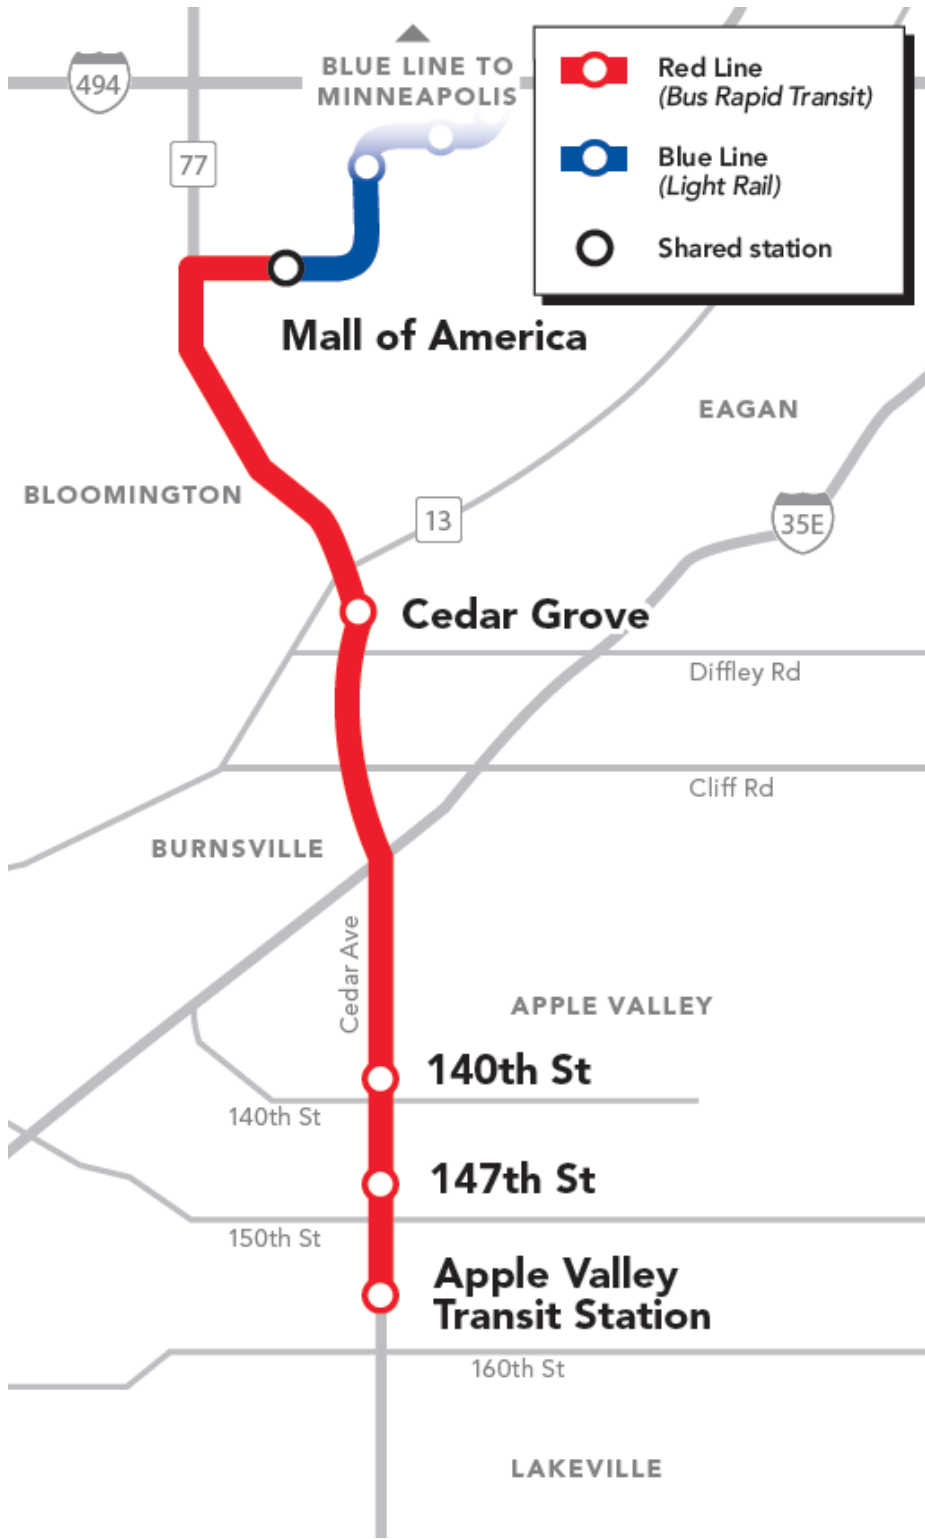 494
BLUE LINE TO
MINNEAPOLIS
Red Line
(Bus Rapid Transit)
77
Blue Line
(Light Rail)
Shared station
Mall of America
EAGAN
BLOOMINGTON
13
35E
Cedar Grove
Diffley Rd
Cliff Rd
BURNSVILLE
Cedar Ave
APPLE VALLEY
140th St
140th St
147th St
150th St
Apple Valley
Transit Station
160th St
LAKEVILLE